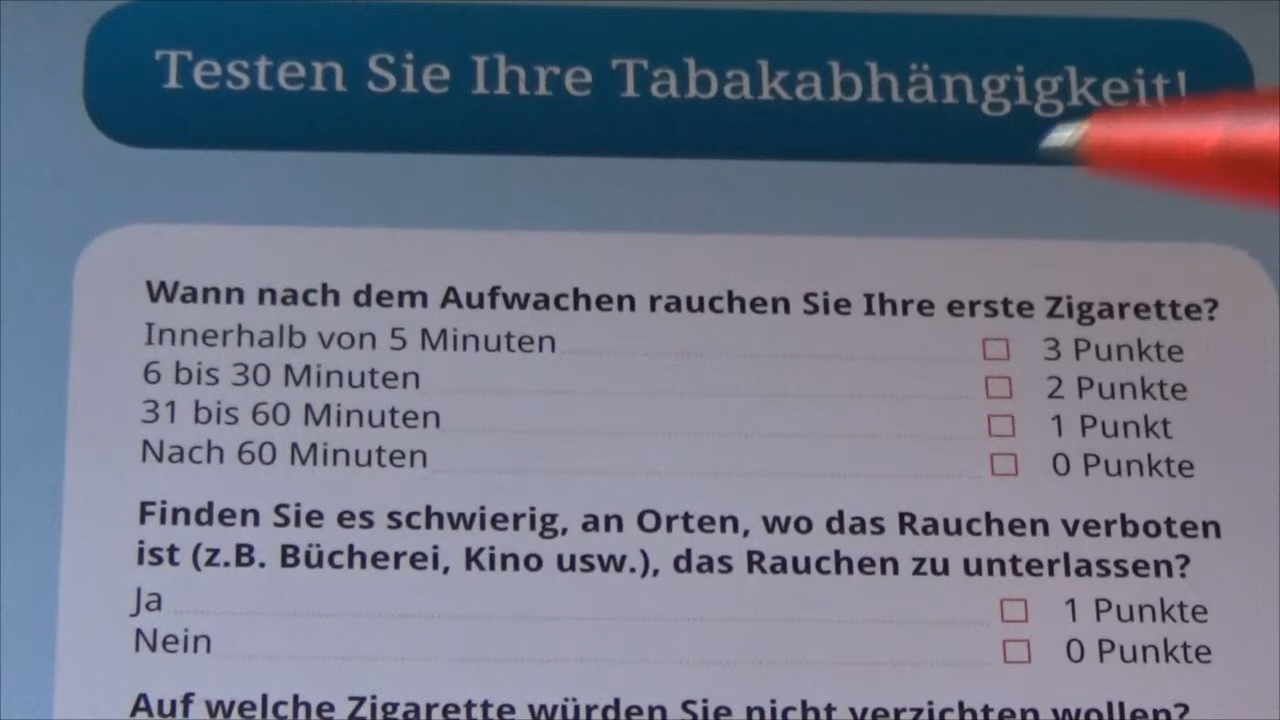 Testen Sie Ihre Tabakabhängigkeit!
Wann nach dem Aufwachen rauchen Sie Ihre erste Zigarette?
Innerhalb von 5 Minuten 3 Punkte
6 bis 30 Minuten 2 Punkte
31 bis 60 Minuten 1 Punkt
Nach 60 Minuten 0 Punkte
Finden Sie es schwierig, an Orten, wo das Rauchen verboten
ist (z.B. Bücherei, Kino usw.), das Rauchen zu unterlassen?
Ja 1 Punkte
Nein 0 Punkte
Auf welche Zigarette würden Sie nicht verzichten wollen?